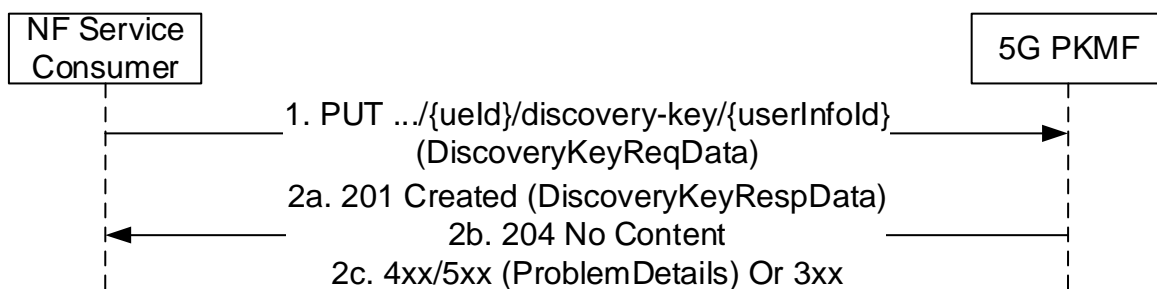 NF Service
Consumer
5G PKMF
1. PUT .../{ueId}/discovery-key/{userInfoId}
(DiscoveryKeyReqData)
2a. 201 Created (DiscoveryKeyRespData)
2b. 204 No Content
2c. 4xx/5xx (ProblemDetails) Or 3xx